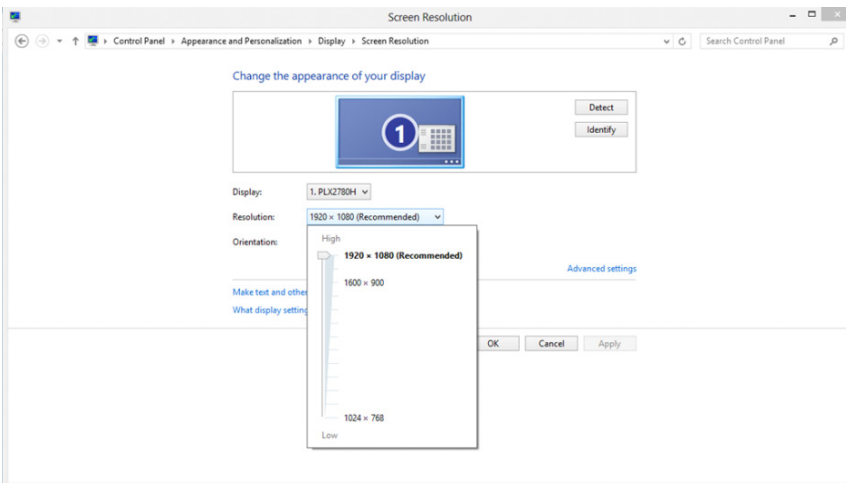 Screen Resolution
Control Panel Appearance and Personalization Display Screen Resolution
Search Control Panel
Change the appearance of your display
1
Detect
Identify
Display:
1. PLX2780H
Resolution:
1920 × 1080 (Recommended)
Orientation:
High
1920 × 1080 (Recommended)
1600 × 900
1024 × 768
Low
Advanced settings
Make text and other
What display setting
OK Cancel Apply